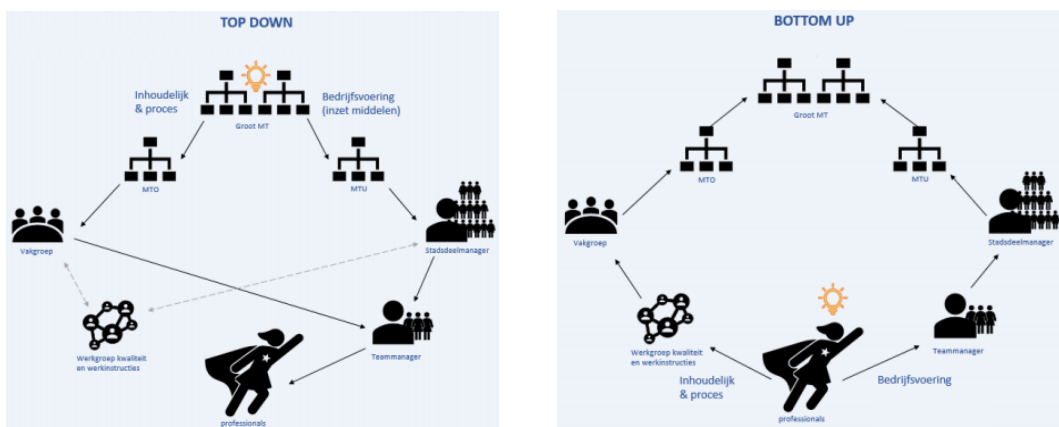 TOP DOWN
Inhoudelijk
& proces
Bedrijfsvoering
(inzet middelen)
Groot MT
MTO
MTU
Vakgroep
Stadsdeelmanager
Werkgroep kwaliteit
en werkinstructies
Teammanager
professionals
BOTTOM UP
Groot MT
MTO
MTU
Vakgroep
Stadsdeelmanager
Werkgroep kwaliteit
en werkinstructies
Teammanager
Inhoudelijk
& proces
Bedrijfsvoering
professionals